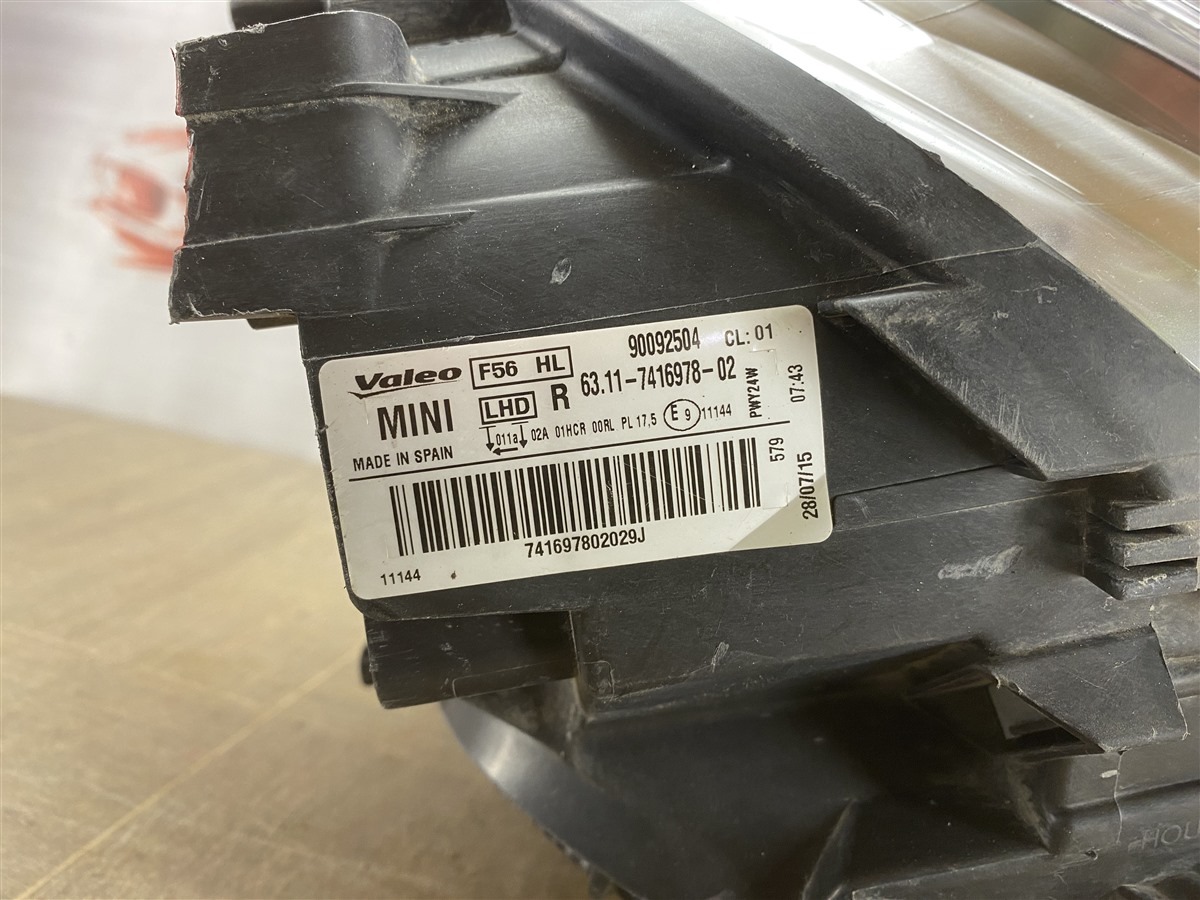 Valeo F56 HL 90092504 CL: 01
MINI LHD R 63.11-7416978-02
011a 02A 01HCR 00RL PL 17,5 E 9 11144
MADE IN SPAIN
PWY24W
07:43
579
28/07/15
741697802029J
11144